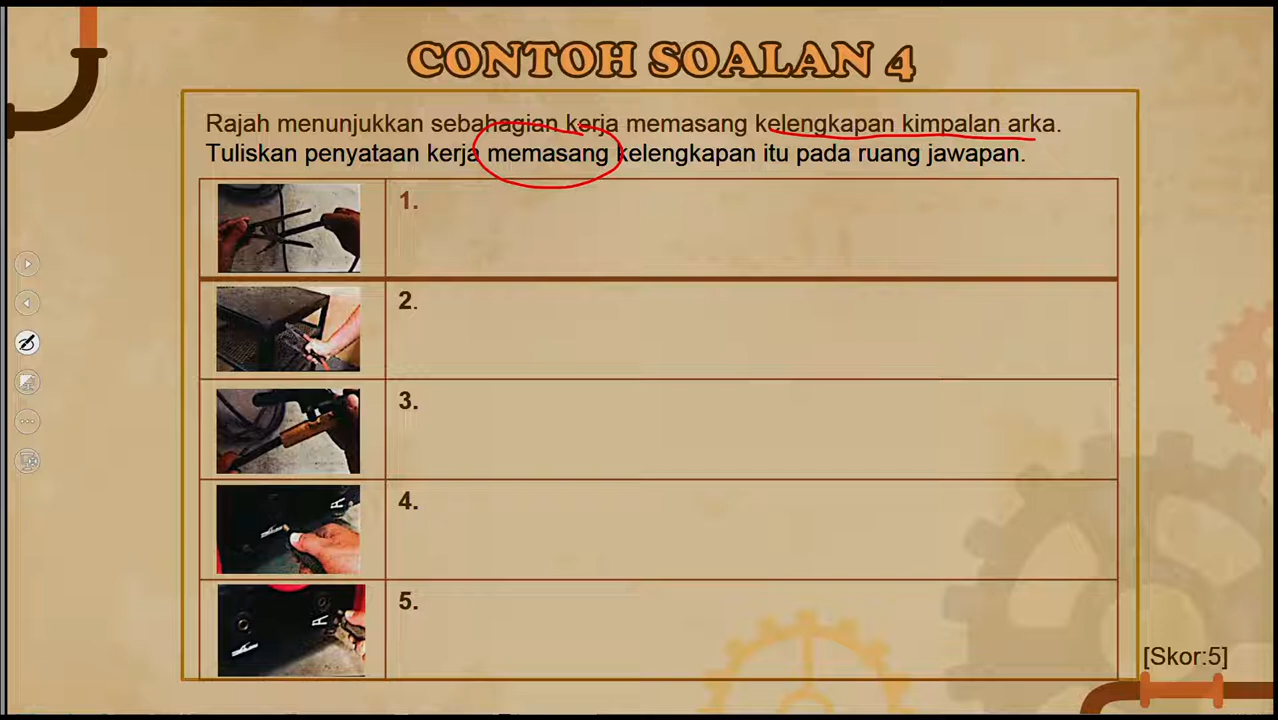 CONTOH SOALAN 4
Rajah menunjukkan sebahagian kerja memasang kelengkapan kimpalan arka.
Tuliskan penyataan kerja memasang kelengkapan itu pada ruang jawapan.
1.
2.
3.
4.
5.
[Skor:5]